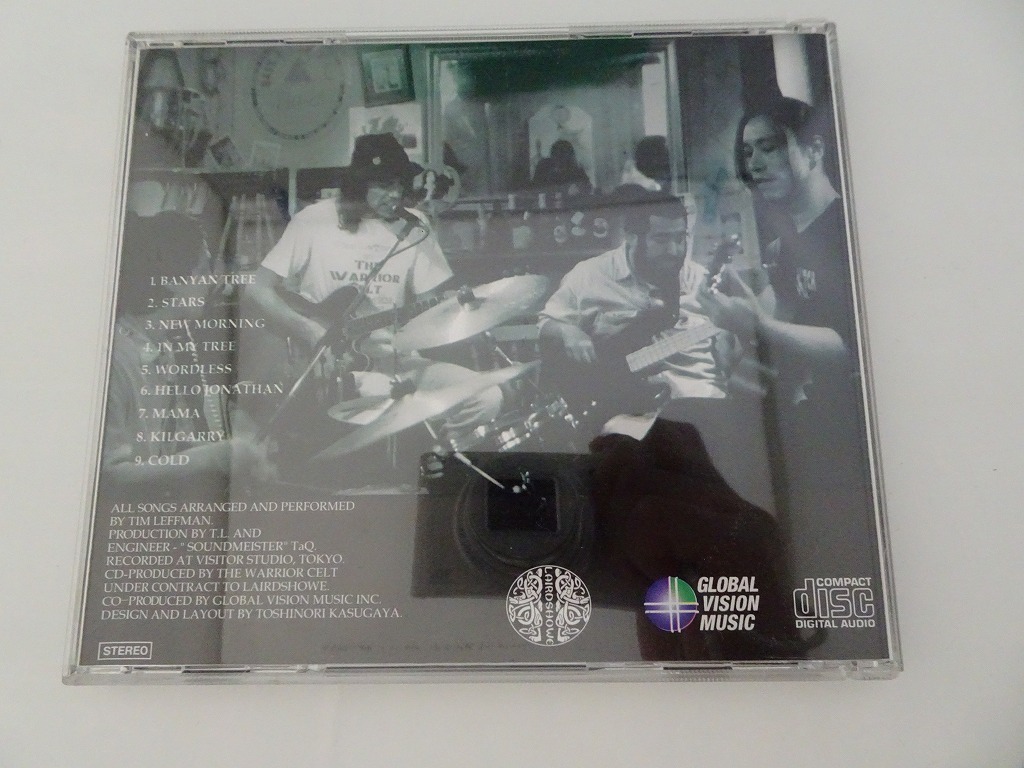 THE
WARRIOR
CELT
1. BANYAN TREE
2. STARS
3. NEW MORNING
4. IN MY TREE
5. WORDLESS
6. HELLO JONATHAN
7. MAMA
8. KILGARRY
9. COLD
ALL SONGS ARRANGED AND PERFORMED
BY TIM LEFFMAN.
PRODUCTION BY T.L. AND
ENGINEER - "SOUNDMEISTER" TaQ.
RECORDED AT VISITOR STUDIO, TOKYO.
CD-PRODUCED BY THE WARRIOR CELT
UNDER CONTRACT TO LAIRDSHOWE.
CO-PRODUCED BY GLOBAL VISION MUSIC INC.
DESIGN AND LAYOUT BY TOSHINORI KASUGAYA.
STEREO
LAIRDSHOWE
GLOBAL
VISION
MUSIC
COMPACT
disc
DIGITAL AUDIO